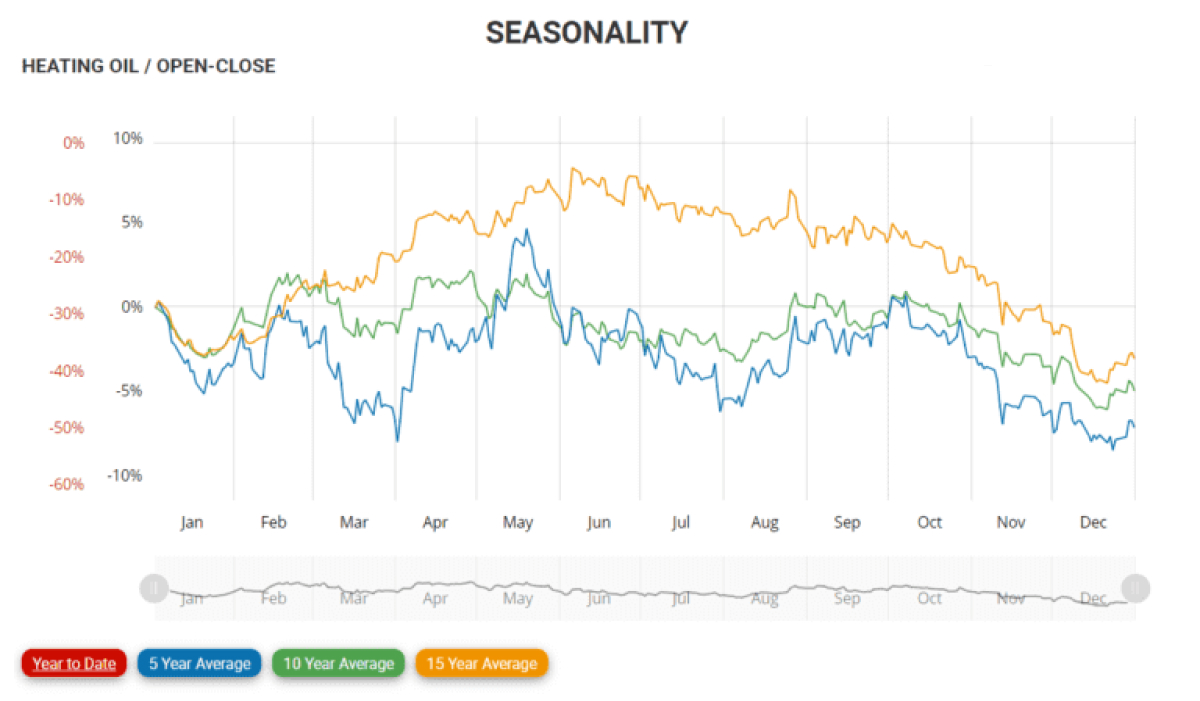 SEASONALITY
HEATING OIL / OPEN-CLOSE
0% 10%
-10%
5%
-20%
0%
-30%
-40%
-5%
-50%
-10%
-60%
Jan Feb Mar Apr May Jun Jul Aug Sep Oct Nov Dec
Jan Feb Mar Apr May Jun Jul Aug Sep Oct Nov Dec
Year to Date 5 Year Average 10 Year Average 15 Year Average